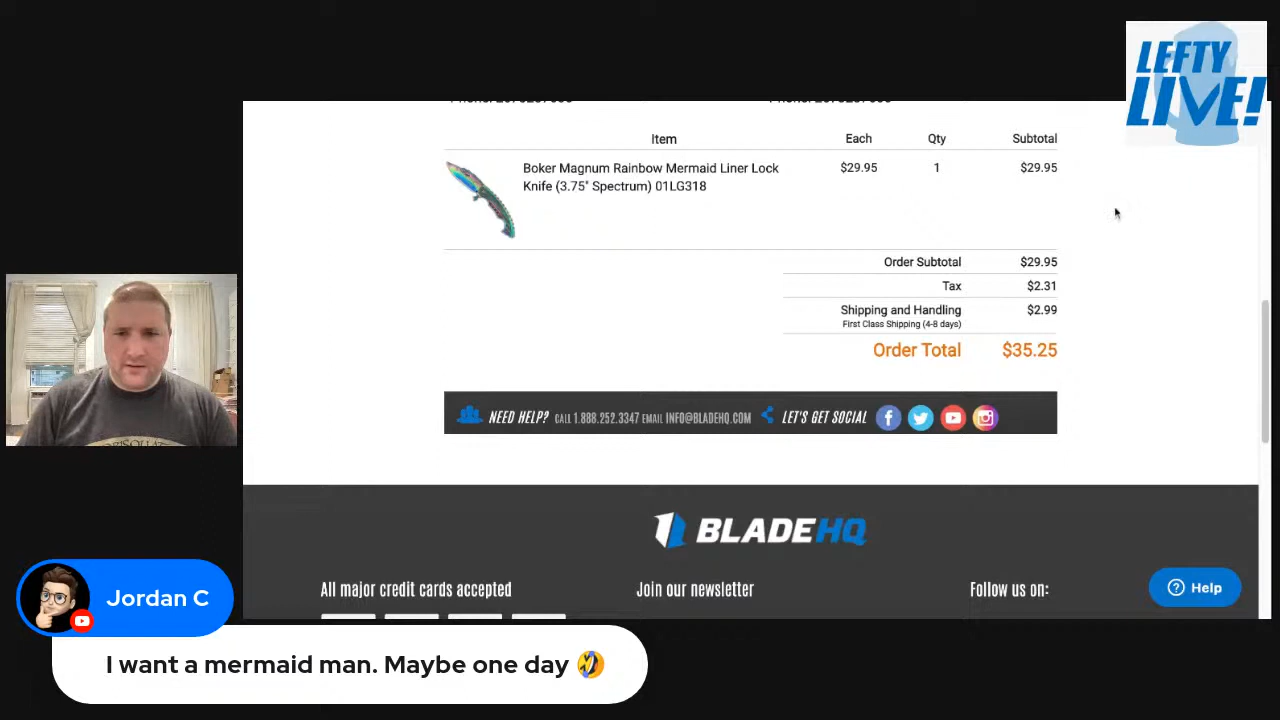 LEFTY
LIVE!
Item Each Qty Subtotal
Boker Magnum Rainbow Mermaid Liner Lock
Knife (3.75" Spectrum) 01LG318
$29.95 1 $29.95
Order Subtotal $29.95
Tax $2.31
Shipping and Handling $2.99
First Class Shipping (4-8 days)
Order Total $35.25
NEED HELP? CALL 1.888.252.3347 EMAIL INFO@BLADEHQ.COM LET'S GET SOCIAL
BLADEHQ
All major credit cards accepted
Join our newsletter
Follow us on:
Help
Jordan C
I want a mermaid man. Maybe one day 🤣